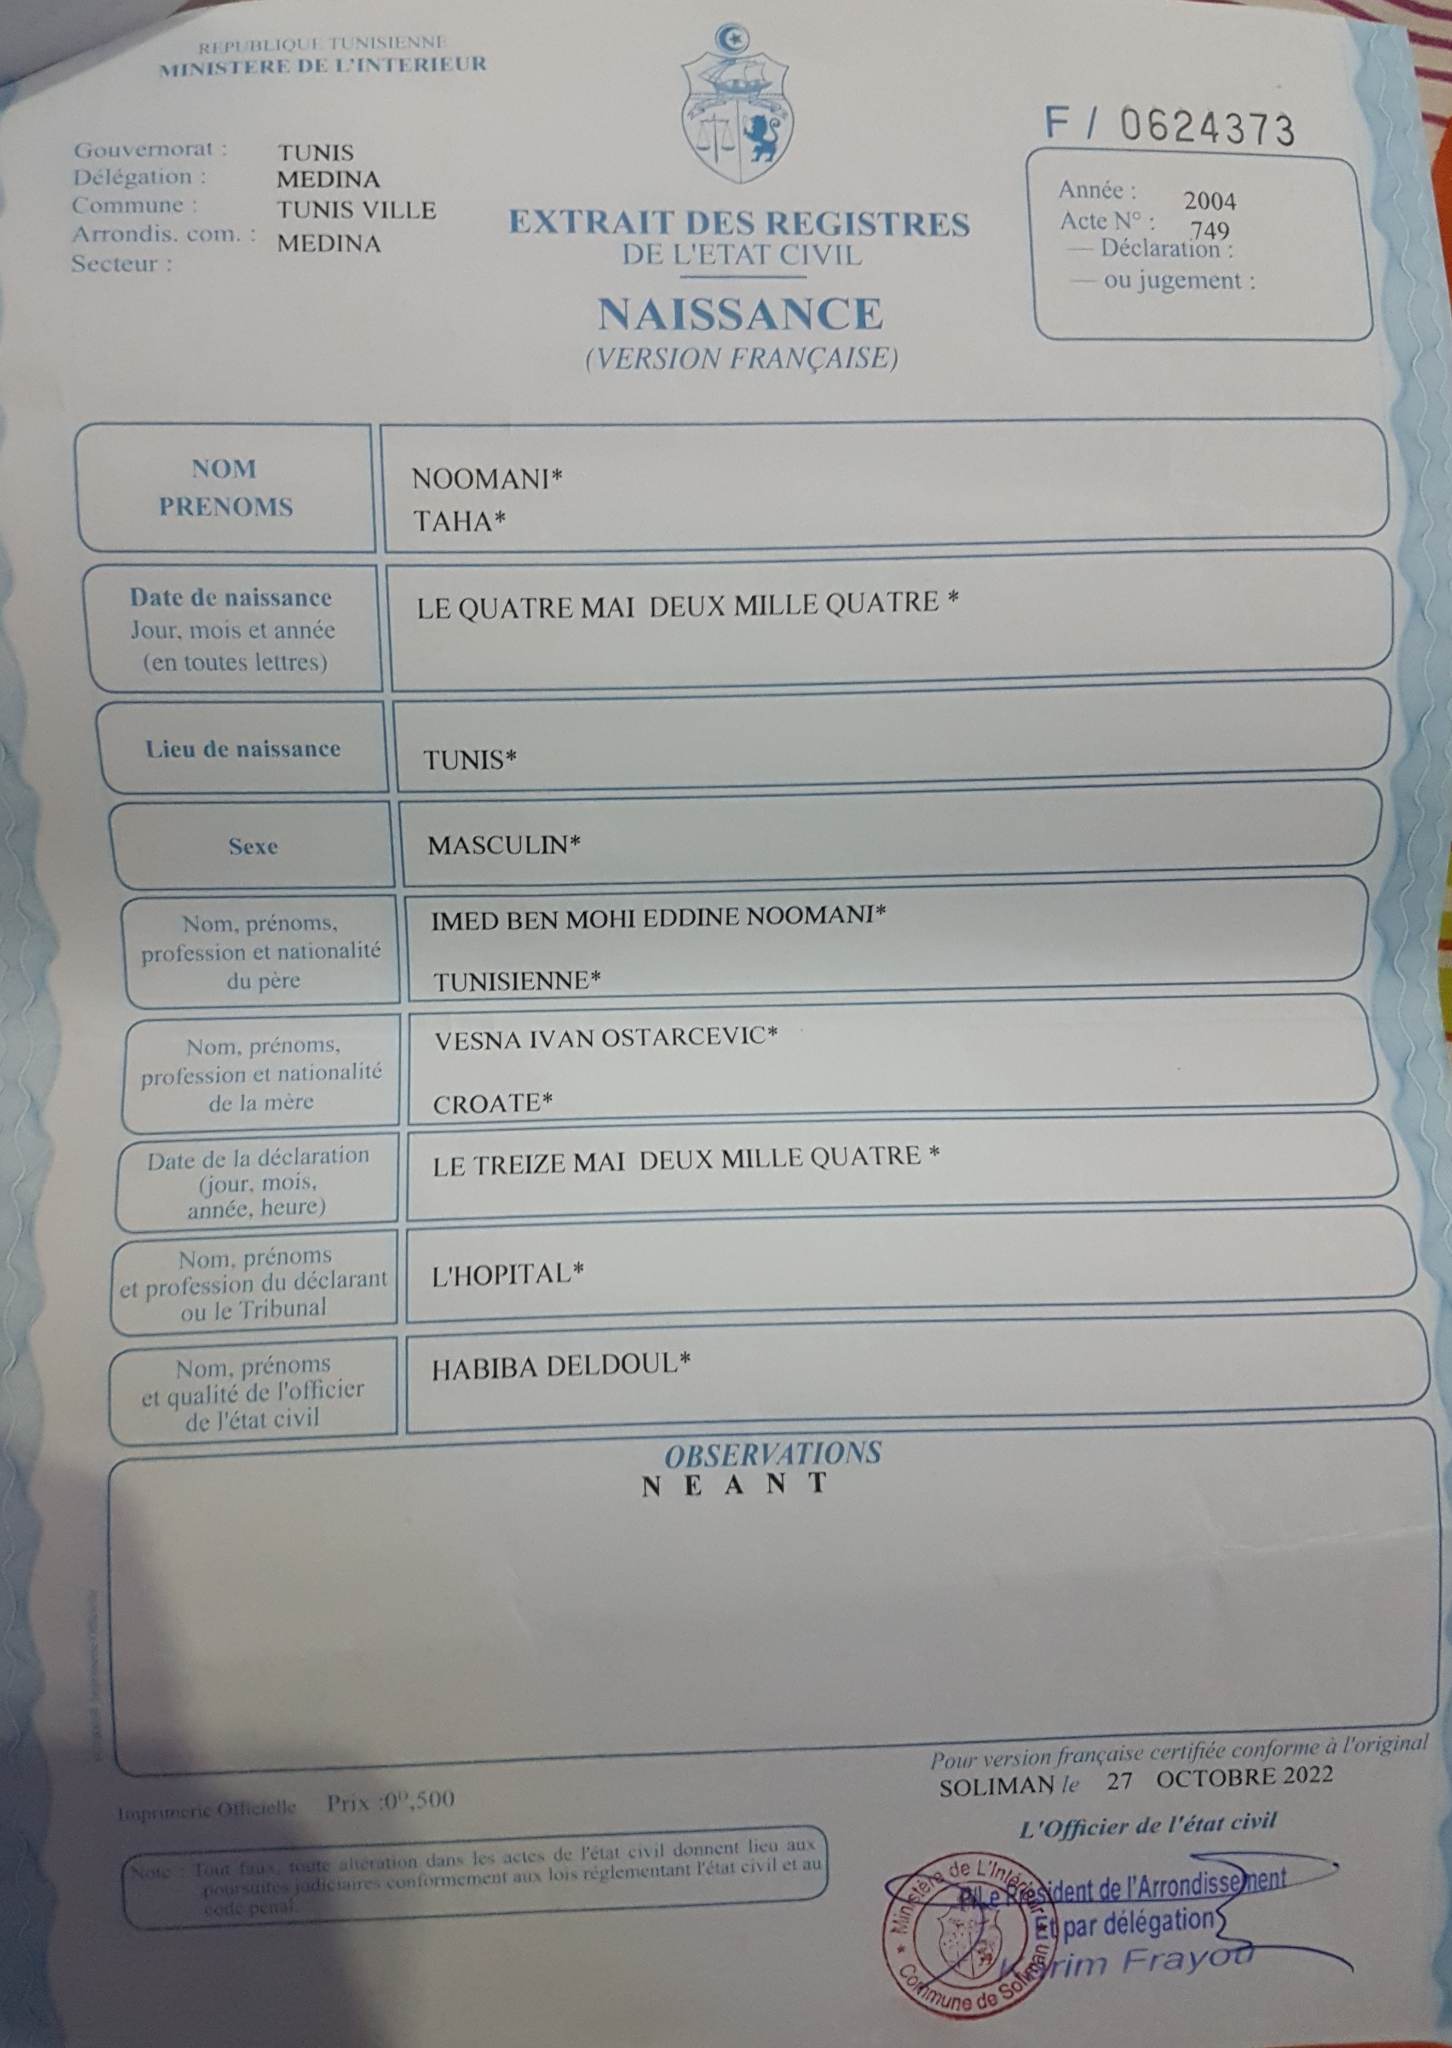 REPUBLIQUE TUNISIENNE
MINISTERE DE L'INTERIEUR
Gouvernorat : TUNIS
Délégation : MEDINA
Commune : TUNIS VILLE
Arrondis. com. : MEDINA
Secteur :
EXTRAIT DES REGISTRES
DE L'ETAT CIVIL
NAISSANCE
(VERSION FRANÇAISE)
F / 0624373
Année : 2004
Acte N° : 749
— Déclaration :
— ou jugement :
NOM
PRENOMS
NOOMANI*
TAHA*
Date de naissance
Jour, mois et année
(en toutes lettres)
LE QUATRE MAI DEUX MILLE QUATRE *
Lieu de naissance
TUNIS*
Sexe
MASCULIN*
Nom, prénoms,
profession et nationalité
du père
IMED BEN MOHI EDDINE NOOMANI*
TUNISIENNE*
Nom, prénoms,
profession et nationalité
de la mère
VESNA IVAN OSTARCEVIC*
CROATE*
Date de la déclaration
(jour, mois,
année, heure)
LE TREIZE MAI DEUX MILLE QUATRE *
Nom, prénoms
et profession du déclarant
ou le Tribunal
L'HOPITAL*
Nom, prénoms
et qualité de l'officier
de l'état civil
HABIBA DELDOUL*
OBSERVATIONS
N E A N T
Pour version française certifiée conforme à l'original
SOLIMAN le 27 OCTOBRE 2022
L'Officier de l'état civil
Imprimerie Officielle Prix :0ᴰ,500
Note : Tout faux, toute altération dans les actes de l'état civil donnent lieu aux
poursuites judiciaires conformement aux lois réglementant l'état civil et au
code pénal.
P/Le Président de l'Arrondissement
Et par délégation
Karim Frayou
★ Ministère de L'Intérieur ★ Commune de Soliman